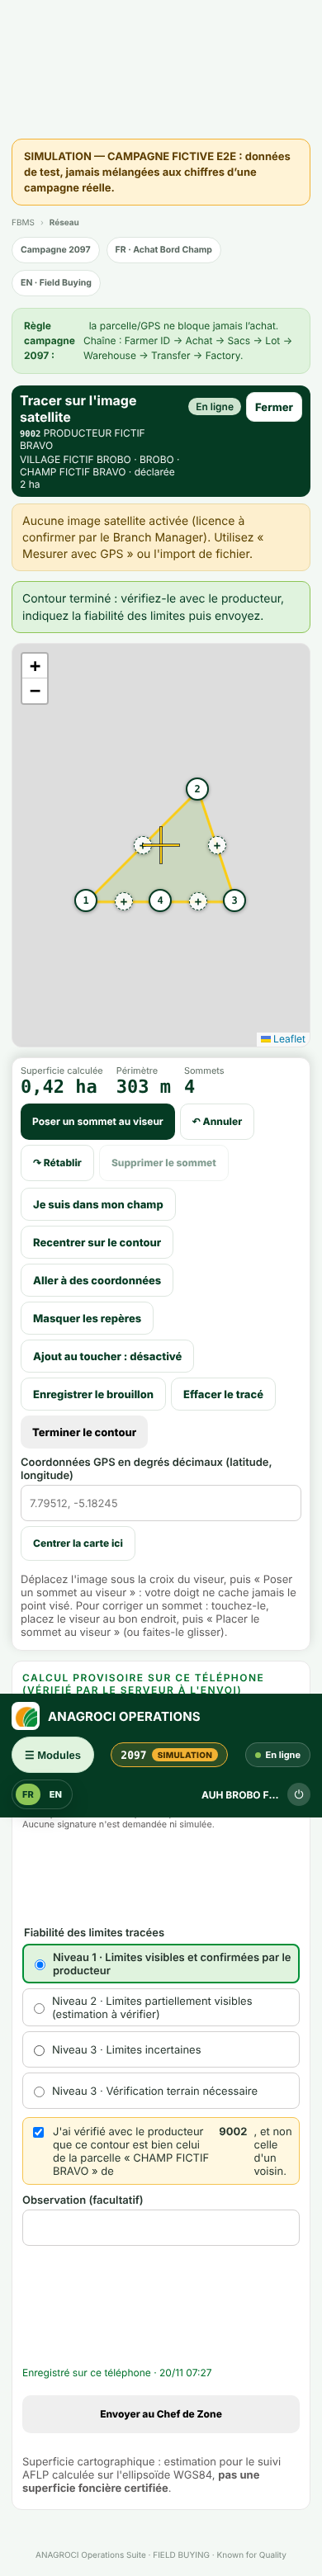 SIMULATION — CAMPAGNE FICTIVE E2E : données
de test, jamais mélangées aux chiffres d’une
campagne réelle.
FBMS › Réseau
Campagne 2097
FR · Achat Bord Champ
EN · Field Buying
Règle campagne 2097 :
la parcelle/GPS ne bloque jamais l’achat.
Chaîne : Farmer ID → Achat → Sacs → Lot →
Warehouse → Transfer → Factory.
Tracer sur l'image
satellite
En ligne
Fermer
9002 PRODUCTEUR FICTIF
BRAVO
VILLAGE FICTIF BROBO · BROBO ·
CHAMP FICTIF BRAVO · déclarée
2 ha
Aucune image satellite activée (licence à
confirmer par le Branch Manager). Utilisez «
Mesurer avec GPS » ou l'import de fichier.
Contour terminé : vérifiez-le avec le producteur,
indiquez la fiabilité des limites puis envoyez.
+
−
2
+ +
1 + 4 + 3
Leaflet
Superficie calculée Périmètre Sommets
0,42 ha 303 m 4
Poser un sommet au viseur
↶ Annuler
↷ Rétablir
Supprimer le sommet
Je suis dans mon champ
Recentrer sur le contour
Aller à des coordonnées
Masquer les repères
Ajout au toucher : désactivé
Enregistrer le brouillon
Effacer le tracé
Terminer le contour
Coordonnées GPS en degrés décimaux (latitude,
longitude)
7.79512, -5.18245
Centrer la carte ici
Déplacez l'image sous la croix du viseur, puis « Poser
un sommet au viseur » : votre doigt ne cache jamais le
point visé. Pour corriger un sommet : touchez-le,
placez le viseur au bon endroit, puis « Placer le
sommet au viseur » (ou faites-le glisser).
CALCUL PROVISOIRE SUR CE TÉLÉPHONE
(VÉRIFIÉ PAR LE SERVEUR À L'ENVOI)
ANAGROCI OPERATIONS
☰ Modules
2097 SIMULATION
En ligne
FR EN
AUH BROBO F...
Aucune signature n'est demandée ni simulée.
Fiabilité des limites tracées
Niveau 1 · Limites visibles et confirmées par le
producteur
Niveau 2 · Limites partiellement visibles
(estimation à vérifier)
Niveau 3 · Limites incertaines
Niveau 3 · Vérification terrain nécessaire
J'ai vérifié avec le producteur
que ce contour est bien celui
de la parcelle « CHAMP FICTIF
BRAVO » de
9002
, et non
celle
d'un
voisin.
Observation (facultatif)
Enregistré sur ce téléphone · 20/11 07:27
Envoyer au Chef de Zone
Superficie cartographique : estimation pour le suivi
AFLP calculée sur l'ellipsoïde WGS84, pas une
superficie foncière certifiée.
ANAGROCI Operations Suite · FIELD BUYING · Known for Quality